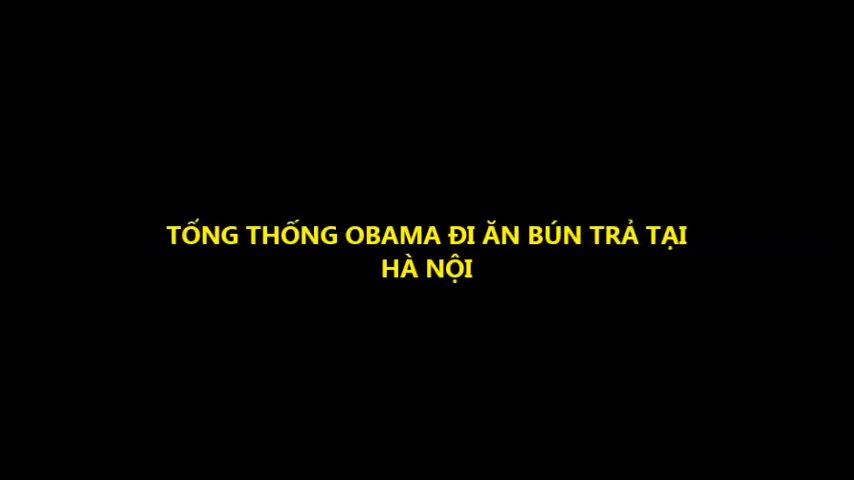 TỐNG THỐNG OBAMA ĐI ĂN BÚN TRẢ TẠI
HÀ NỘI